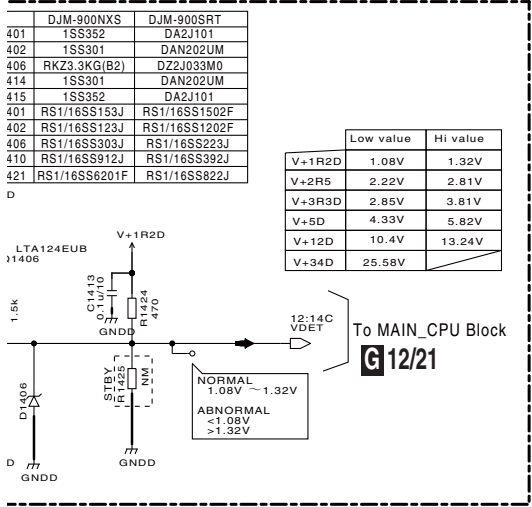 DJM-900NXS DJM-900SRT
401 1SS352 DA2J101
402 1SS301 DAN202UM
406 RKZ3.3KG(B2) DZ2J033M0
414 1SS301 DAN202UM
415 1SS352 DA2J101
401 RS1/16SS153J RS1/16SS1502F
402 RS1/16SS123J RS1/16SS1202F
406 RS1/16SS303J RS1/16SS223J
410 RS1/16SS912J RS1/16SS392J
421 RS1/16SS6201F RS1/16SS822J
D
Low value Hi value
V+1R2D 1.08V 1.32V
V+2R5 2.22V 2.81V
V+3R3D 2.85V 3.81V
V+5D 4.33V 5.82V
V+12D 10.4V 13.24V
V+34D 25.58V
V+1R2D
LTA124EUB
Q1406
C1413
0.1u/10
R1424
470
1.5k
GNDD
12:14C
VDET
To MAIN_CPU Block
G 12/21
STBY
R1425
NM
NORMAL
1.08V ~1.32V
ABNORMAL
<1.08V
>1.32V
D1406
D
GNDD
GNDD